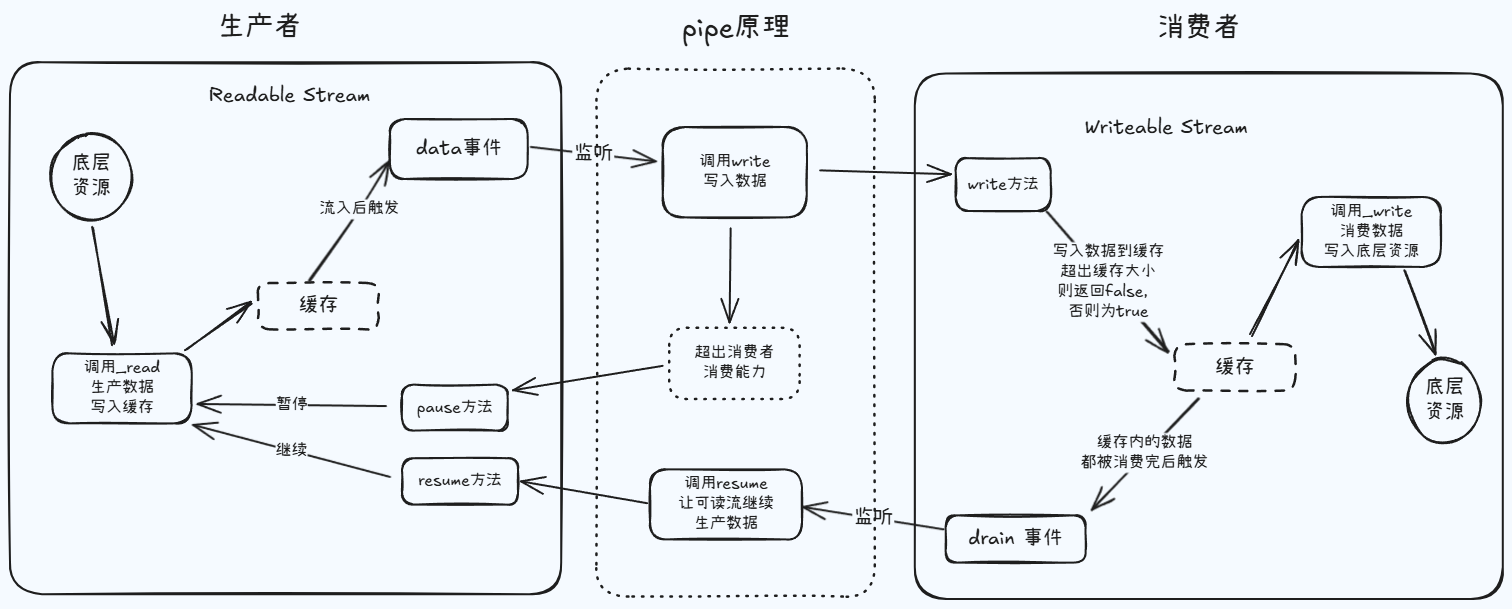 生产者
pipe原理
消费者
Readable Stream
底层
资源
data事件
监听
流入后触发
缓存
调用_read
生产数据
写入缓存
暂停
pause方法
继续
resume方法
调用write
写入数据
超出消费者
消费能力
调用resume
让可读流继续
生产数据
监听
Writeable Stream
write方法
写入数据到缓存
超出缓存大小
则返回false,
否则为true
缓存
调用_write
消费数据
写入底层资源
底层
资源
缓存内的数据
都被消费完后触发
drain 事件